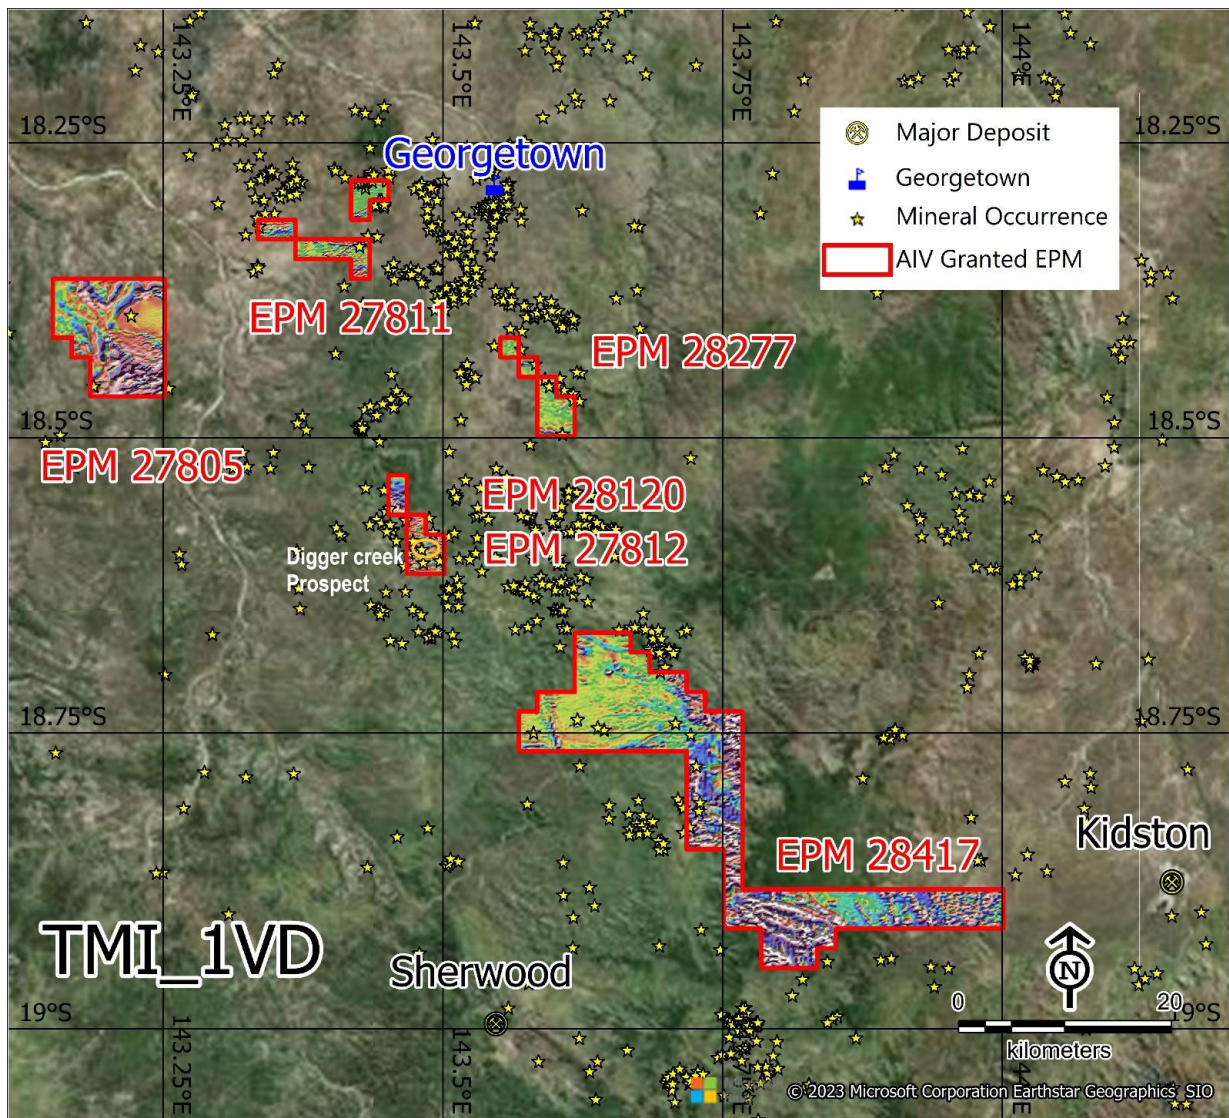 143.25°E
143.5°E
143.75°E
144°E
18.25°S
18.25°S
Georgetown
Major Deposit
Georgetown
Mineral Occurrence
AIV Granted EPM
EPM 27811
EPM 28277
18.5°S
18.5°S
EPM 27805
EPM 28120
EPM 27812
Digger creek
Prospect
18.75°S
18.75°S
Kidston
EPM 28417
TMI_1VD
Sherwood
N
0
20
19°S
19°S
kilometers
143.25°E
143.5°E
© 2023 Microsoft Corporation Earthstar Geographics SIO